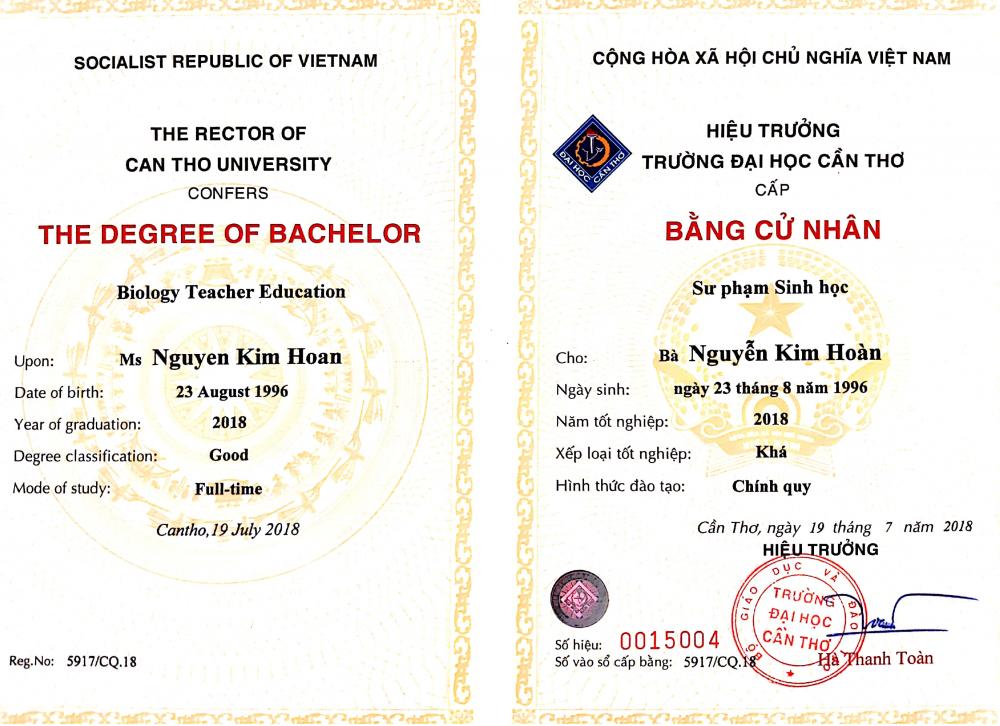 SOCIALIST REPUBLIC OF VIETNAM
THE RECTOR OF
CAN THO UNIVERSITY
CONFERS
THE DEGREE OF BACHELOR
Biology Teacher Education
Upon: Ms Nguyen Kim Hoan
Date of birth: 23 August 1996
Year of graduation: 2018
Degree classification: Good
Mode of study: Full-time
Cantho, 19 July 2018
Reg.No: 5917/CQ.18
CỘNG HÒA XÃ HỘI CHỦ NGHĨA VIỆT NAM
HIỆU TRƯỞNG
TRƯỜNG ĐẠI HỌC CẦN THƠ
ĐẠI HỌC CẦN THƠ
CẤP
BẰNG CỬ NHÂN
Sư phạm Sinh học
Cho: Bà Nguyễn Kim Hoàn
Ngày sinh: ngày 23 tháng 8 năm 1996
Năm tốt nghiệp: 2018
Xếp loại tốt nghiệp: Khá
Hình thức đào tạo: Chính quy
Cần Thơ, ngày 19 tháng 7 năm 2018
HIỆU TRƯỞNG
BỘ GIÁO DỤC VÀ ĐÀO TẠO
TRƯỜNG
ĐẠI HỌC
CẦN THƠ
Số hiệu: 0015004
Số vào sổ cấp bằng: 5917/CQ.18
Hà Thanh Toàn